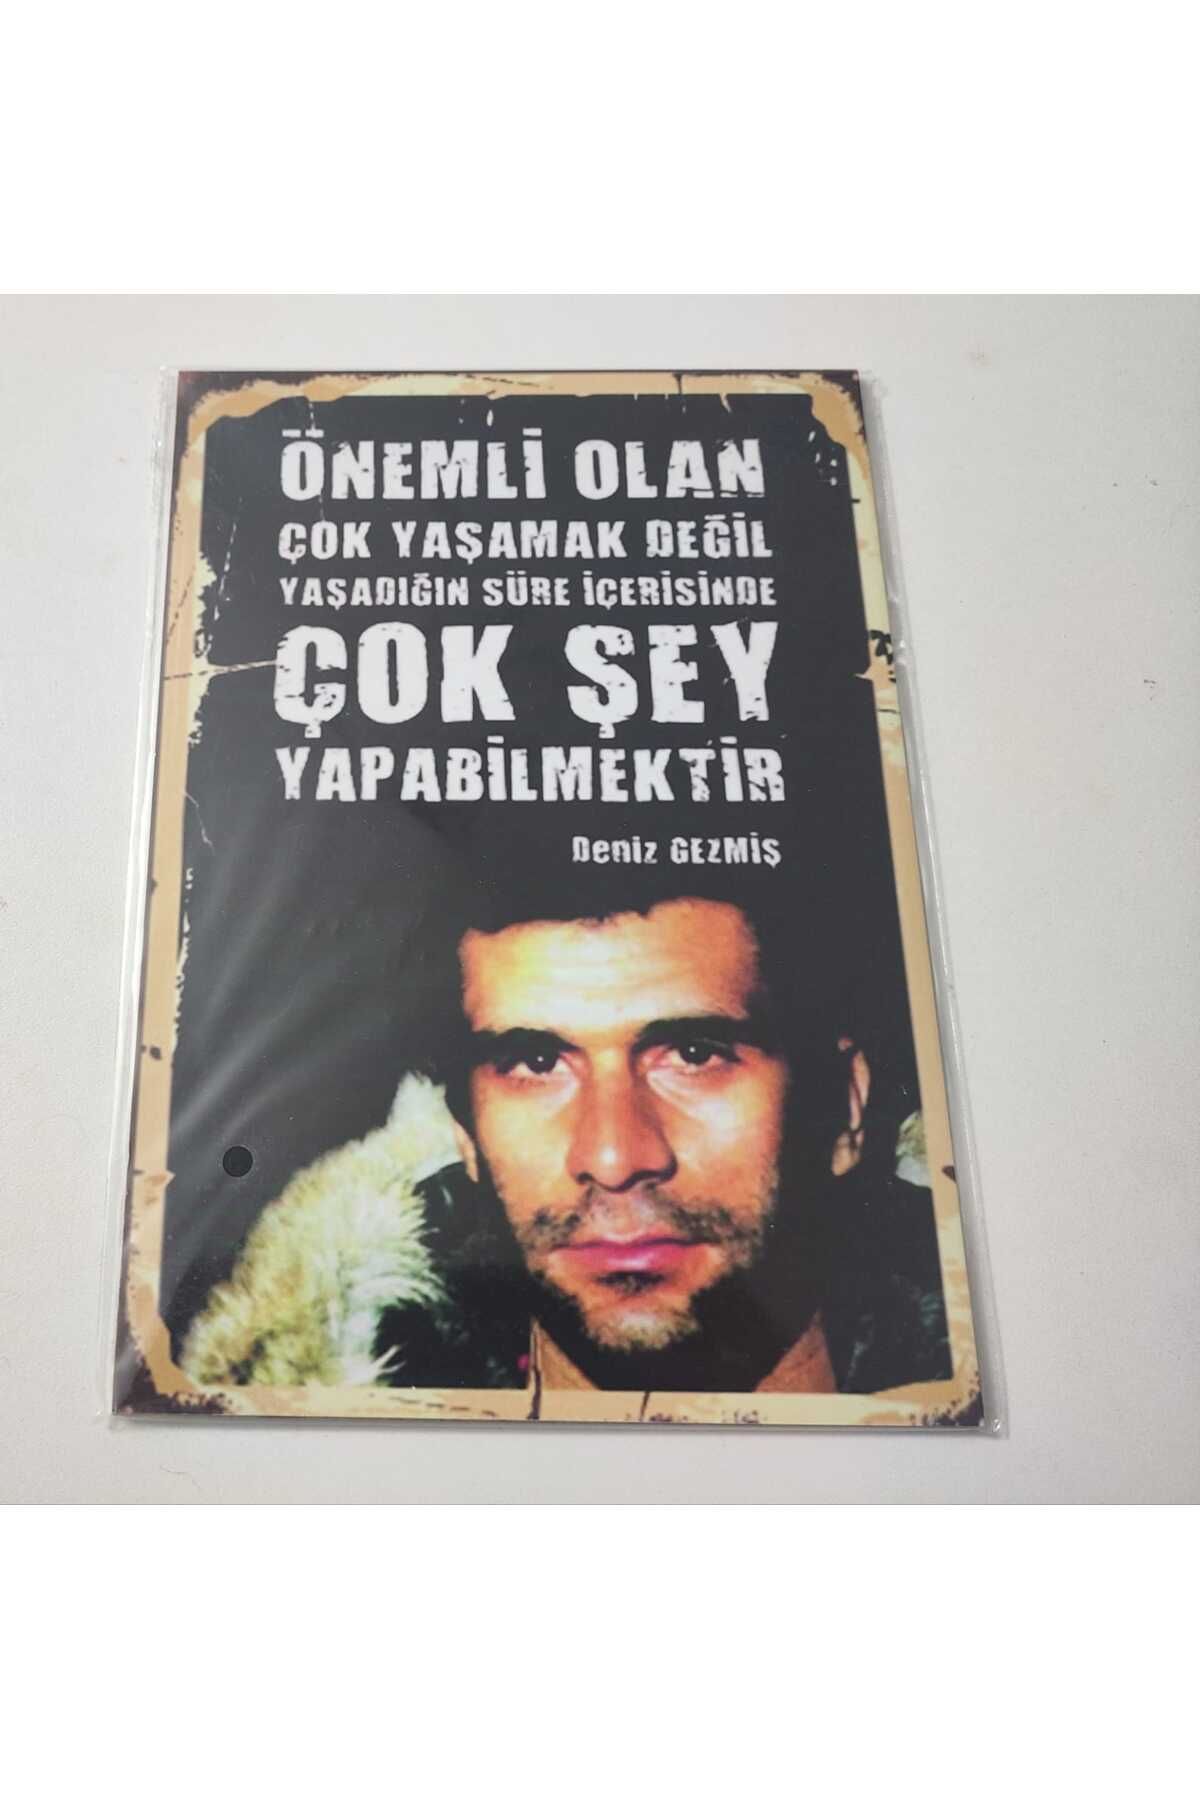 ÖNEMLİ OLAN
ÇOK YAŞAMAK DEĞİL
YAŞADIĞIN SÜRE İÇERİSİNDE
ÇOK ŞEY
YAPABİLMEKTİR
Deniz GEZMİŞ